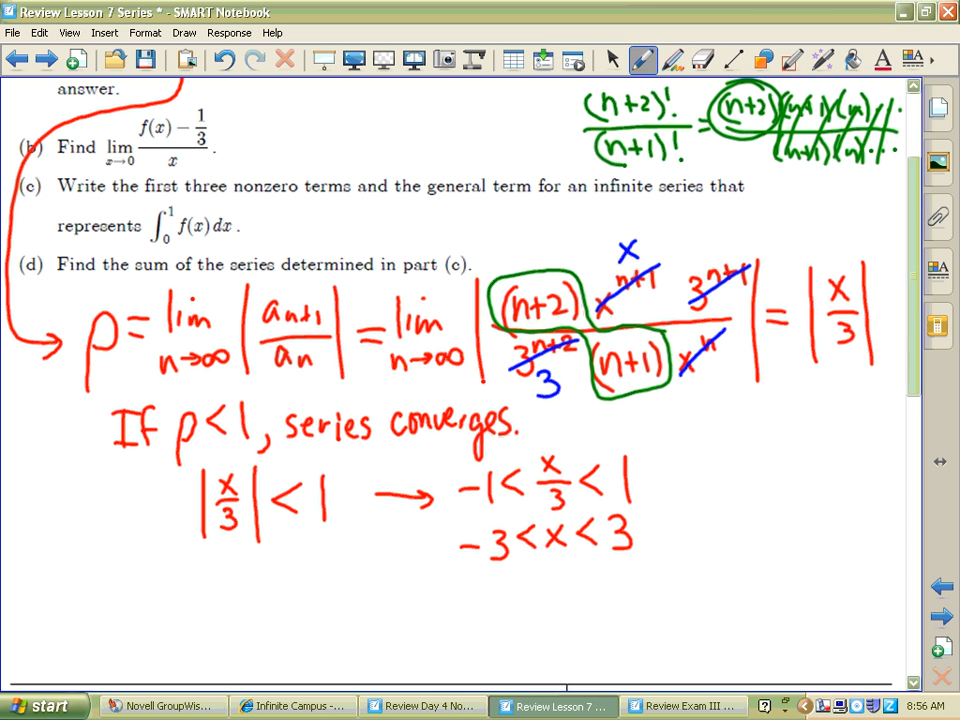 Review Lesson 7 Series * - SMART Notebook
File Edit View Insert Format Draw Response Help
answer.
(b) Find lim x→0 (f(x) − 1/3)/x .
(c) Write the first three nonzero terms and the general term for an infinite series that
represents ∫₀¹ f(x) dx .
(d) Find the sum of the series determined in part (c).
(n+2)!/(n+1)! = (n+2)(n+1)(n).../(n+1)(n)...
x
ρ = lim n→∞ |aₙ₊₁/aₙ| = lim n→∞ |(n+2) xⁿ⁺¹ 3ⁿ⁺¹ / 3ⁿ⁺² (n+1) xⁿ| = |x/3|
3
If ρ < 1, series converges.
|x/3| < 1 → -1 < x/3 < 1
-3 < x < 3
start Novell GroupWis... Infinite Campus - ... Review Day 4 No... Review Lesson 7 ... Review Exam III ... 8:56 AM